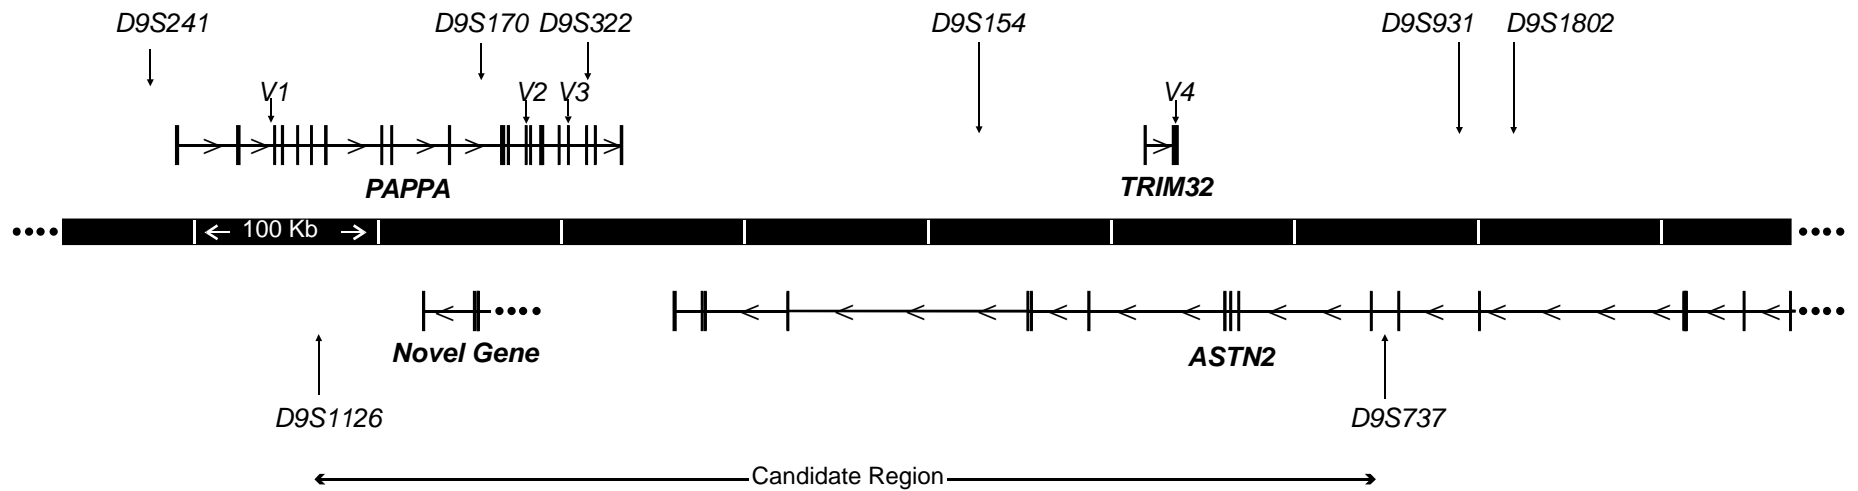 D9S241 D9S170 D9S322 D9S154 D9S931 D9S1802
V1 V2 V3 V4
PAPPA TRIM32
100 Kb
Novel Gene ASTN2
D9S1126 D9S737
Candidate Region